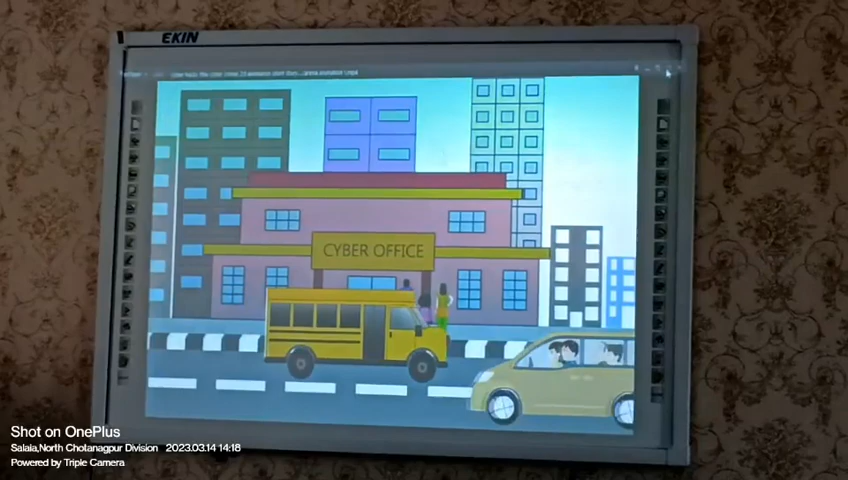 EKIN
CYBER OFFICE
Shot on OnePlus
Salaia,North Chotanagpur Division 2023.03.14 14:18
Powered by Triple Camera